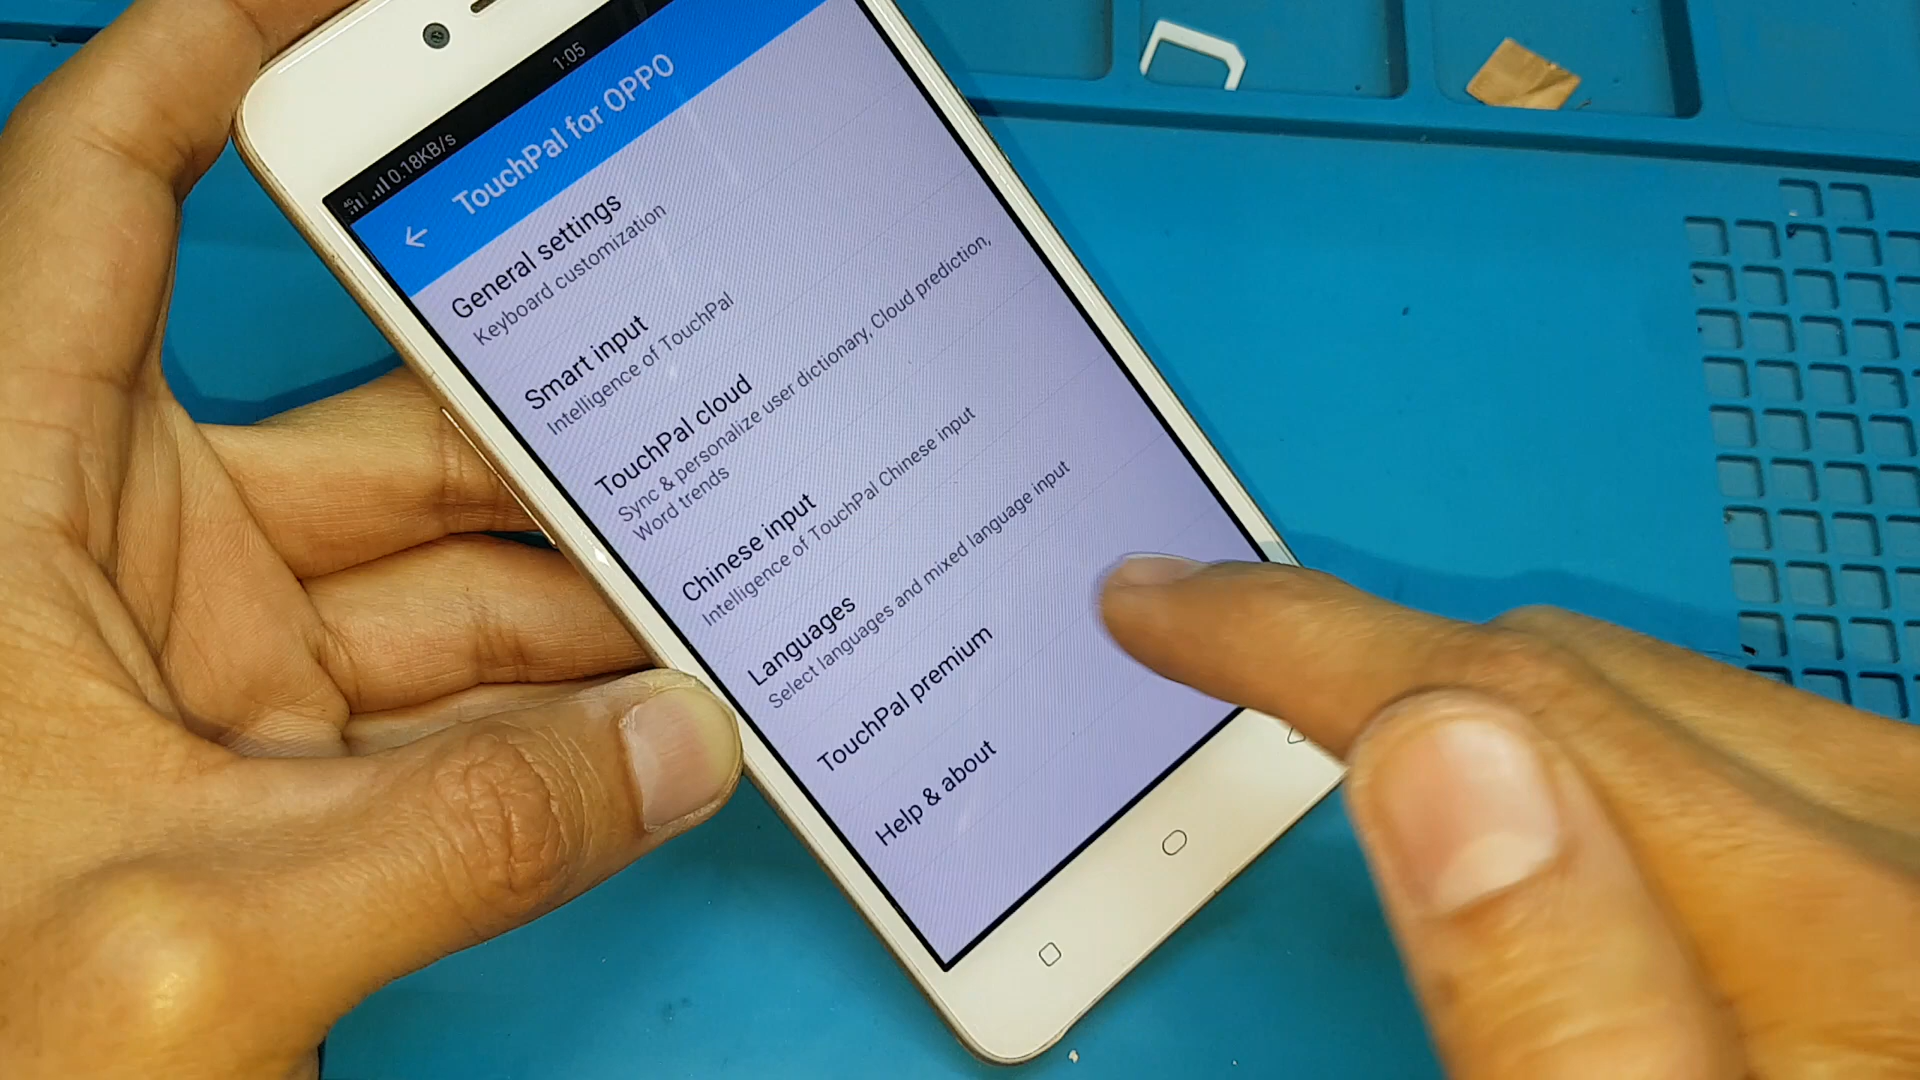 4G 0.18KB/s 1:05
TouchPal for OPPO
General settings
Keyboard customization
Smart input
Intelligence of TouchPal
TouchPal cloud
Sync & personalize user dictionary, Cloud prediction,
Word trends
Chinese input
Intelligence of TouchPal Chinese input
Languages
Select languages and mixed language input
TouchPal premium
Help & about